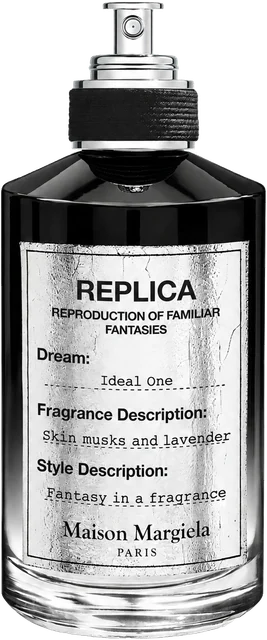 REPLICA
REPRODUCTION OF FAMILIAR
FANTASIES
Dream:
Ideal One
Fragrance Description:
Skin musks and lavender
Style Description:
Fantasy in a fragrance
Maison Margiela
PARIS